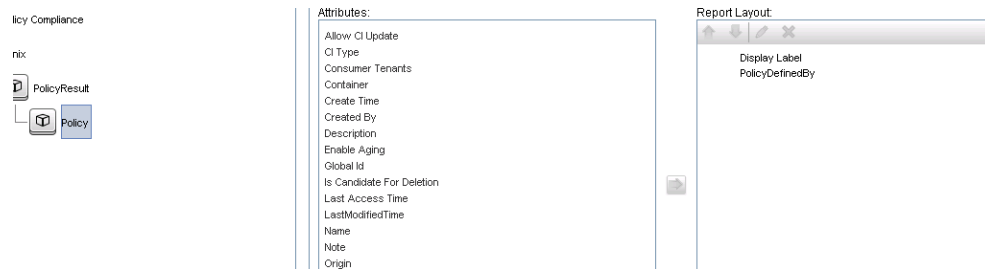 licy Compliance
nix
PolicyResult
Policy
Attributes:
Allow CI Update
CI Type
Consumer Tenants
Container
Create Time
Created By
Description
Enable Aging
Global Id
Is Candidate For Deletion
Last Access Time
LastModifiedTime
Name
Note
Origin
Report Layout:
Display Label
PolicyDefinedBy